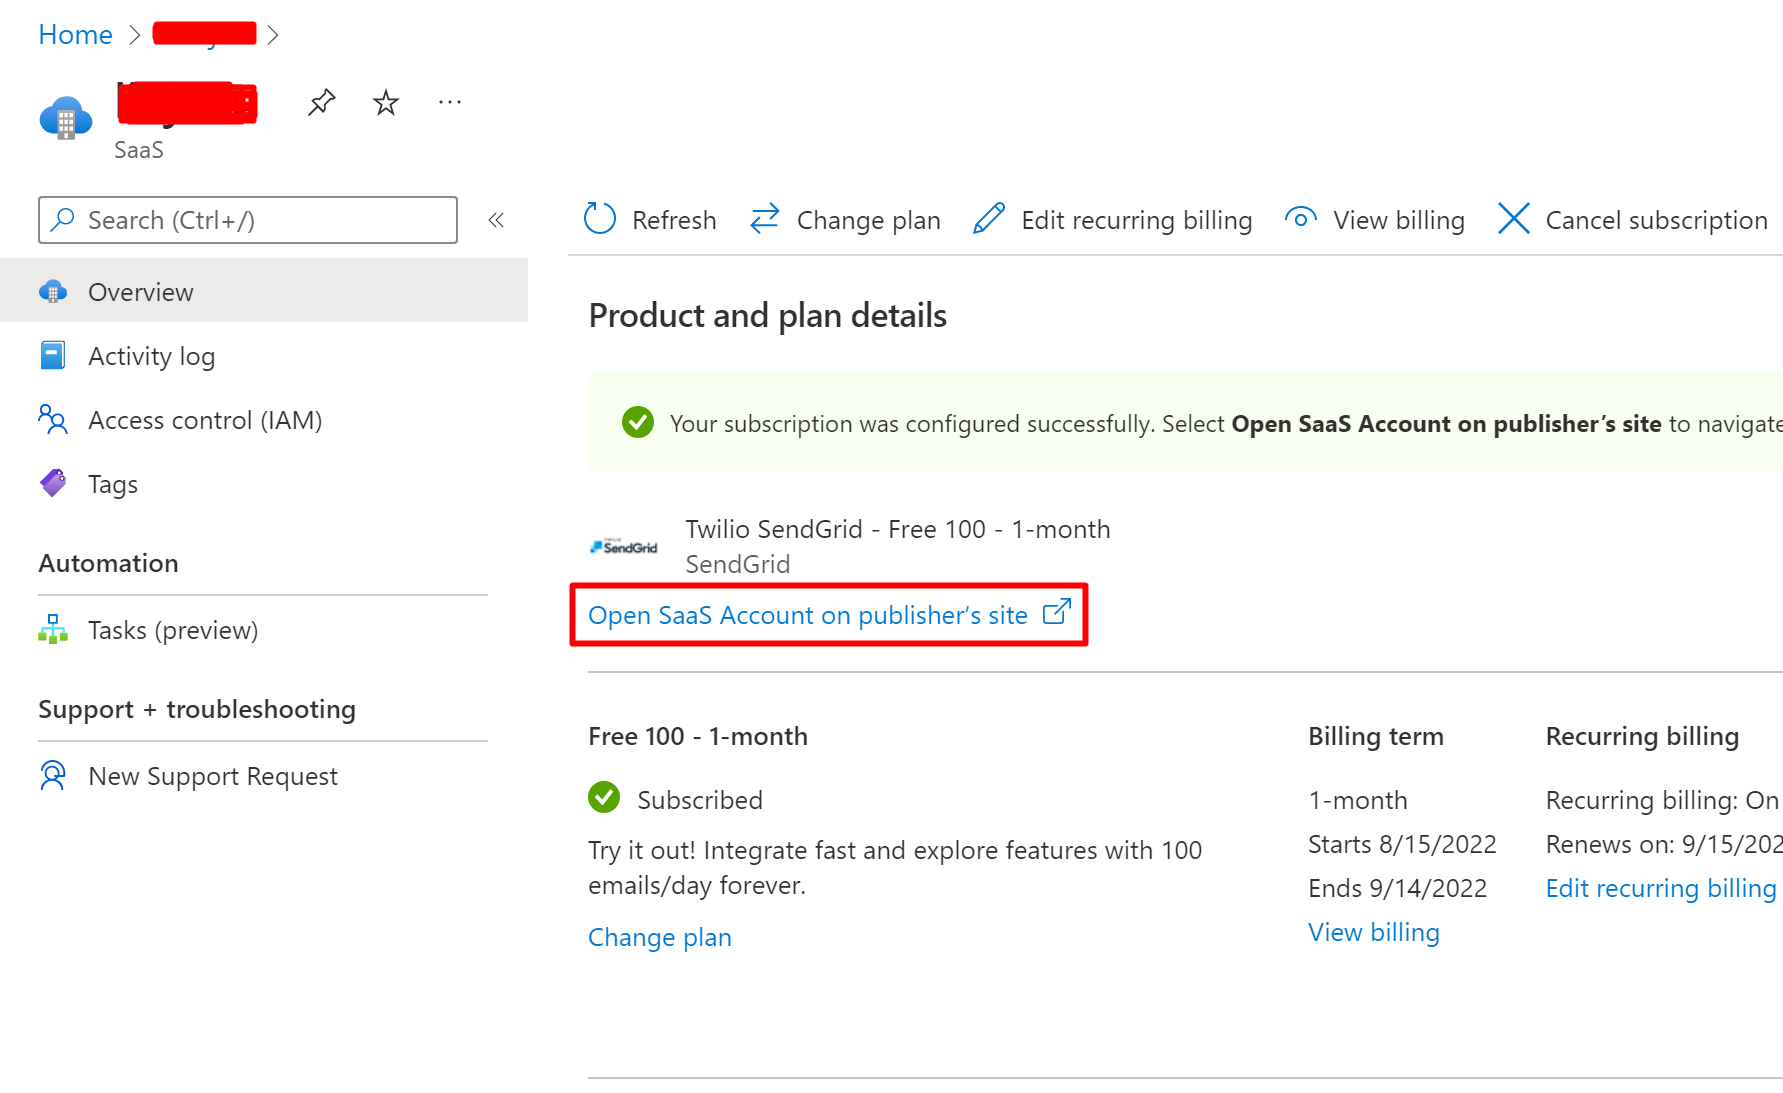 Home
SaaS
Search (Ctrl+/)
Refresh
Change plan
Edit recurring billing
View billing
Cancel subscription
Overview
Activity log
Access control (IAM)
Tags
Automation
Tasks (preview)
Support + troubleshooting
New Support Request
Product and plan details
Your subscription was configured successfully. Select Open SaaS Account on publisher’s site to navigate
SendGrid
Twilio SendGrid - Free 100 - 1-month
SendGrid
Open SaaS Account on publisher’s site
Free 100 - 1-month
Subscribed
Try it out! Integrate fast and explore features with 100
emails/day forever.
Change plan
Billing term
1-month
Starts 8/15/2022
Ends 9/14/2022
View billing
Recurring billing
Recurring billing: On
Renews on: 9/15/202
Edit recurring billing